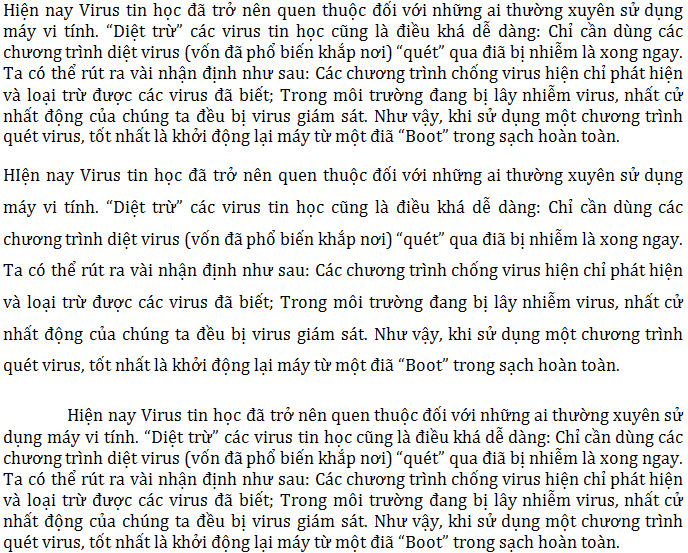 Hiện nay Virus tin học đã trở nên quen thuộc đối với những ai thường xuyên sử dụng
máy vi tính. “Diệt trừ” các virus tin học cũng là điều khá dễ dàng: Chỉ cần dùng các
chương trình diệt virus (vốn đã phổ biến khắp nơi) “quét” qua điã bị nhiễm là xong ngay.
Ta có thể rút ra vài nhận định như sau: Các chương trình chống virus hiện chỉ phát hiện
và loại trừ được các virus đã biết; Trong môi trường đang bị lây nhiễm virus, nhất cử
nhất động của chúng ta đều bị virus giám sát. Như vậy, khi sử dụng một chương trình
quét virus, tốt nhất là khởi động lại máy từ một điã “Boot” trong sạch hoàn toàn.
HIện nay Virus tin học đã trở nên quen thuộc đối với những ai thường xuyên sử dụng
máy vi tính. “Diệt trừ” các virus tin học cũng là điều khá dễ dàng: Chỉ cần dùng các
chương trình diệt virus (vốn đã phổ biến khắp nơi) “quét” qua điã bị nhiễm là xong ngay.
Ta có thể rút ra vài nhận định như sau: Các chương trình chống virus hiện chỉ phát hiện
và loại trừ được các virus đã biết; Trong môi trường đang bị lây nhiễm virus, nhất cử
nhất động của chúng ta đều bị virus giám sát. Như vậy, khi sử dụng một chương trình
quét virus, tốt nhất là khởi động lại máy từ một điã “Boot” trong sạch hoàn toàn.
Hiện nay Virus tin học đã trở nên quen thuộc đối với những ai thường xuyên sử
dụng máy vi tính. “Diệt trừ” các virus tin học cũng là điều khá dễ dàng: Chỉ cần dùng các
chương trình diệt virus (vốn đã phổ biến khắp nơi) “quét” qua điã bị nhiễm là xong ngay.
Ta có thể rút ra vài nhận định như sau: Các chương trình chống virus hiện chỉ phát hiện
và loại trừ được các virus đã biết; Trong môi trường đang bị lây nhiễm virus, nhất cử
nhất động của chúng ta đều bị virus giám sát. Như vậy, khi sử dụng một chương trình
quét virus, tốt nhất là khởi động lại máy từ một điã “Boot” trong sạch hoàn toàn.